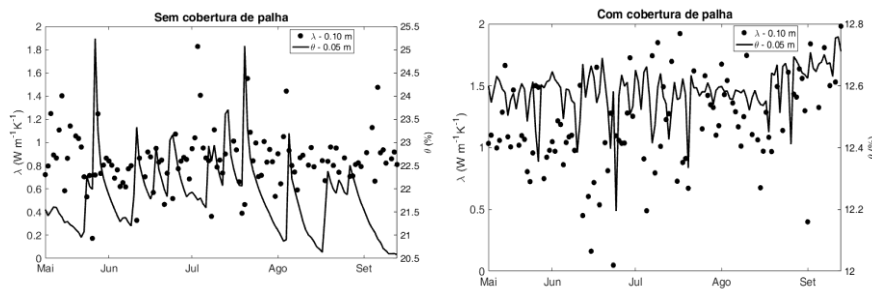 Sem cobertura de palha
λ - 0.10 m
θ - 0.05 m
λ (W m⁻¹K⁻¹)
2
1.8
1.6
1.4
1.2
1
0.8
0.6
0.4
0.2
0
25.5
25
24.5
24
23.5
23
22.5
22
21.5
21
20.5
θ (%)
Mai Jun Jul Ago Set
Com cobertura de palha
λ - 0.10 m
θ - 0.05 m
λ (W m⁻¹K⁻¹)
2
1.5
1
0.5
0
12.8
12.6
12.4
12.2
12
θ (%)
Mai Jun Jul Ago Set